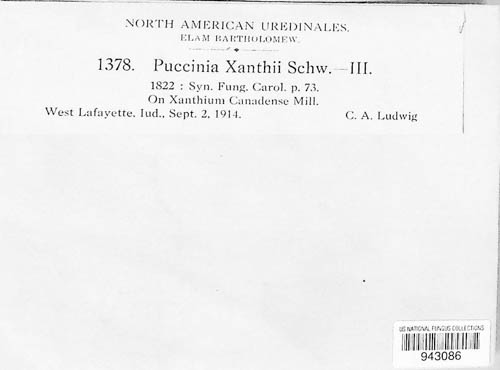 NORTH AMERICAN UREDINALES.
ELAM BARTHOLOMEW.
1378. Puccinia Xanthii Schw.—III.
1822 : Syn. Fung. Carol. p. 73.
On Xanthium Canadense Mill.
West Lafayette, Iud., Sept. 2, 1914. C. A. Ludwig
US NATIONAL FUNGUS COLLECTIONS
943086